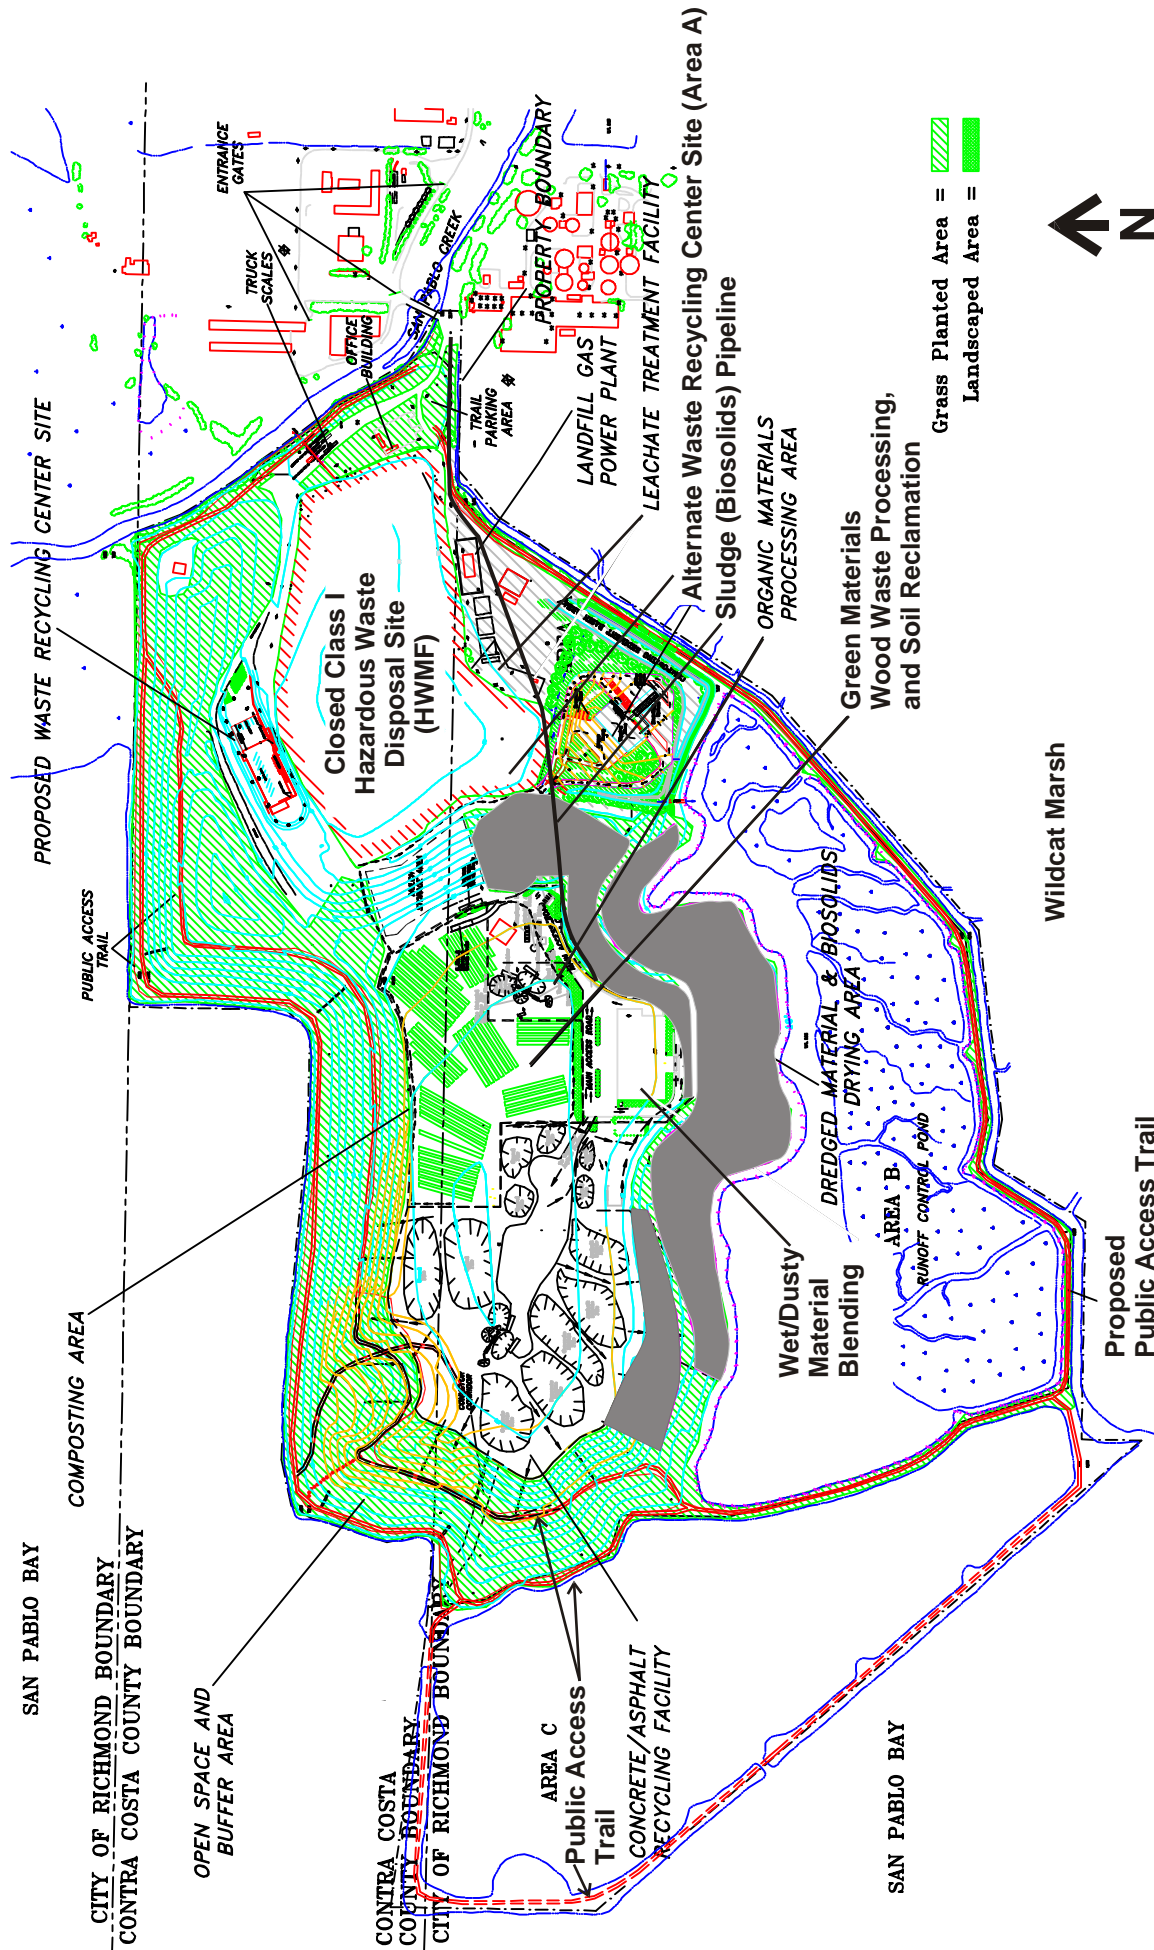 SAN PABLO BAY
CITY OF RICHMOND BOUNDARY
CONTRA COSTA COUNTY BOUNDARY
OPEN SPACE AND
BUFFER AREA
COMPOSTING AREA
PUBLIC ACCESS
TRAIL
PROPOSED WASTE RECYCLING CENTER SITE
TRUCK
SCALES
ENTRANCE
GATES
OFFICE
BUILDING
SAN PABLO CREEK
PROPERTY BOUNDARY
TRAIL
PARKING
AREA
Closed Class I
Hazardous Waste
Disposal Site
(HWMF)
LANDFILL GAS
POWER PLANT
LEACHATE TREATMENT FACILITY
Alternate Waste Recycling Center Site (Area A)
Sludge (Biosolids) Pipeline
ORGANIC MATERIALS
PROCESSING AREA
Green Materials
Wood Waste Processing,
and Soil Reclamation
MAIN ACCESS ROAD
CONTRA COSTA
COUNTY BOUNDARY
CITY OF RICHMOND BOUNDARY
AREA C
Public Access
Trail
CONCRETE/ASPHALT
RECYCLING FACILITY
Wet/Dusty
Material
Blending
DREDGED MATERIAL & BIOSOLIDS
DRYING AREA
AREA B
RUNOFF CONTROL POND
SAN PABLO BAY
Wildcat Marsh
Proposed
Public Access Trail
Grass Planted Area =
Landscaped Area =
N